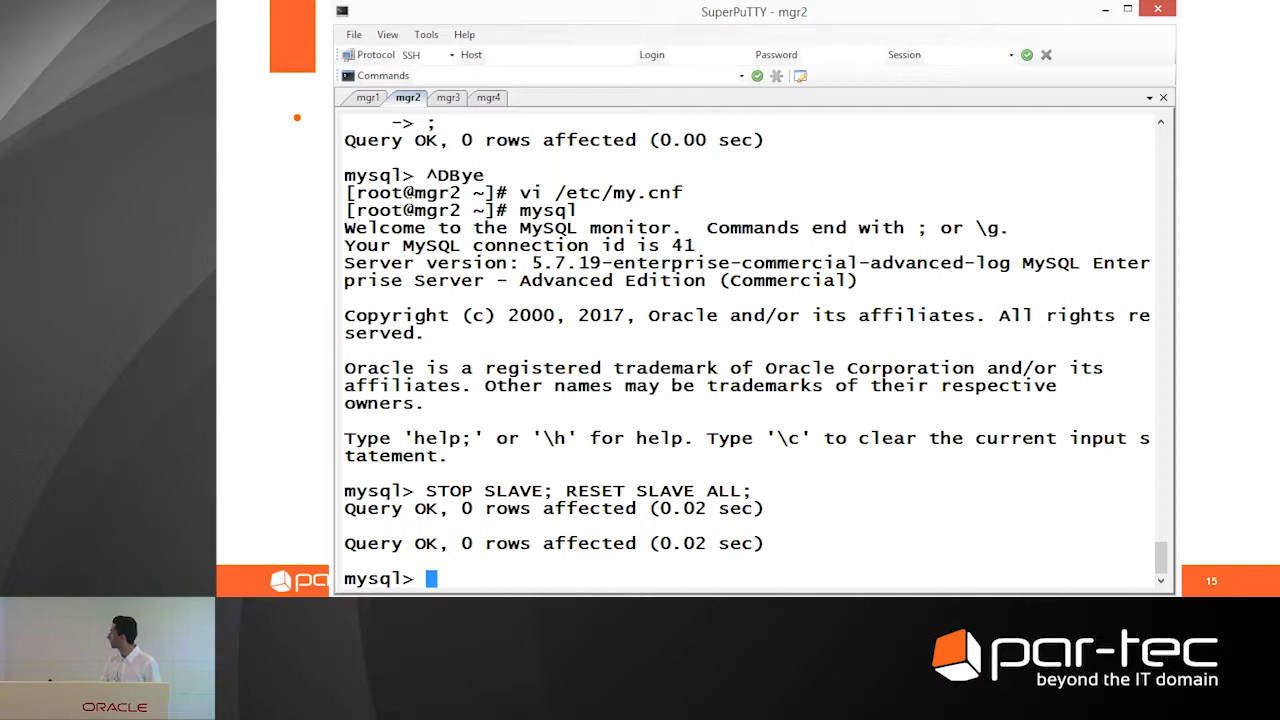 SuperPuTTY - mgr2
File View Tools Help
Protocol SSH Host Login Password Session
Commands
mgr1 mgr2 mgr3 mgr4
-> ;
Query OK, 0 rows affected (0.00 sec)
mysql> ^DBye
[root@mgr2 ~]# vi /etc/my.cnf
[root@mgr2 ~]# mysql
Welcome to the MySQL monitor.  Commands end with ; or \g.
Your MySQL connection id is 41
Server version: 5.7.19-enterprise-commercial-advanced-log MySQL Enter
prise Server - Advanced Edition (Commercial)
Copyright (c) 2000, 2017, Oracle and/or its affiliates. All rights re
served.
Oracle is a registered trademark of Oracle Corporation and/or its
affiliates. Other names may be trademarks of their respective
owners.
Type 'help;' or '\h' for help. Type '\c' to clear the current input s
tatement.
mysql> STOP SLAVE; RESET SLAVE ALL;
Query OK, 0 rows affected (0.02 sec)
Query OK, 0 rows affected (0.02 sec)
mysql>
pa
15
par-tec
beyond the IT domain
ORACLE